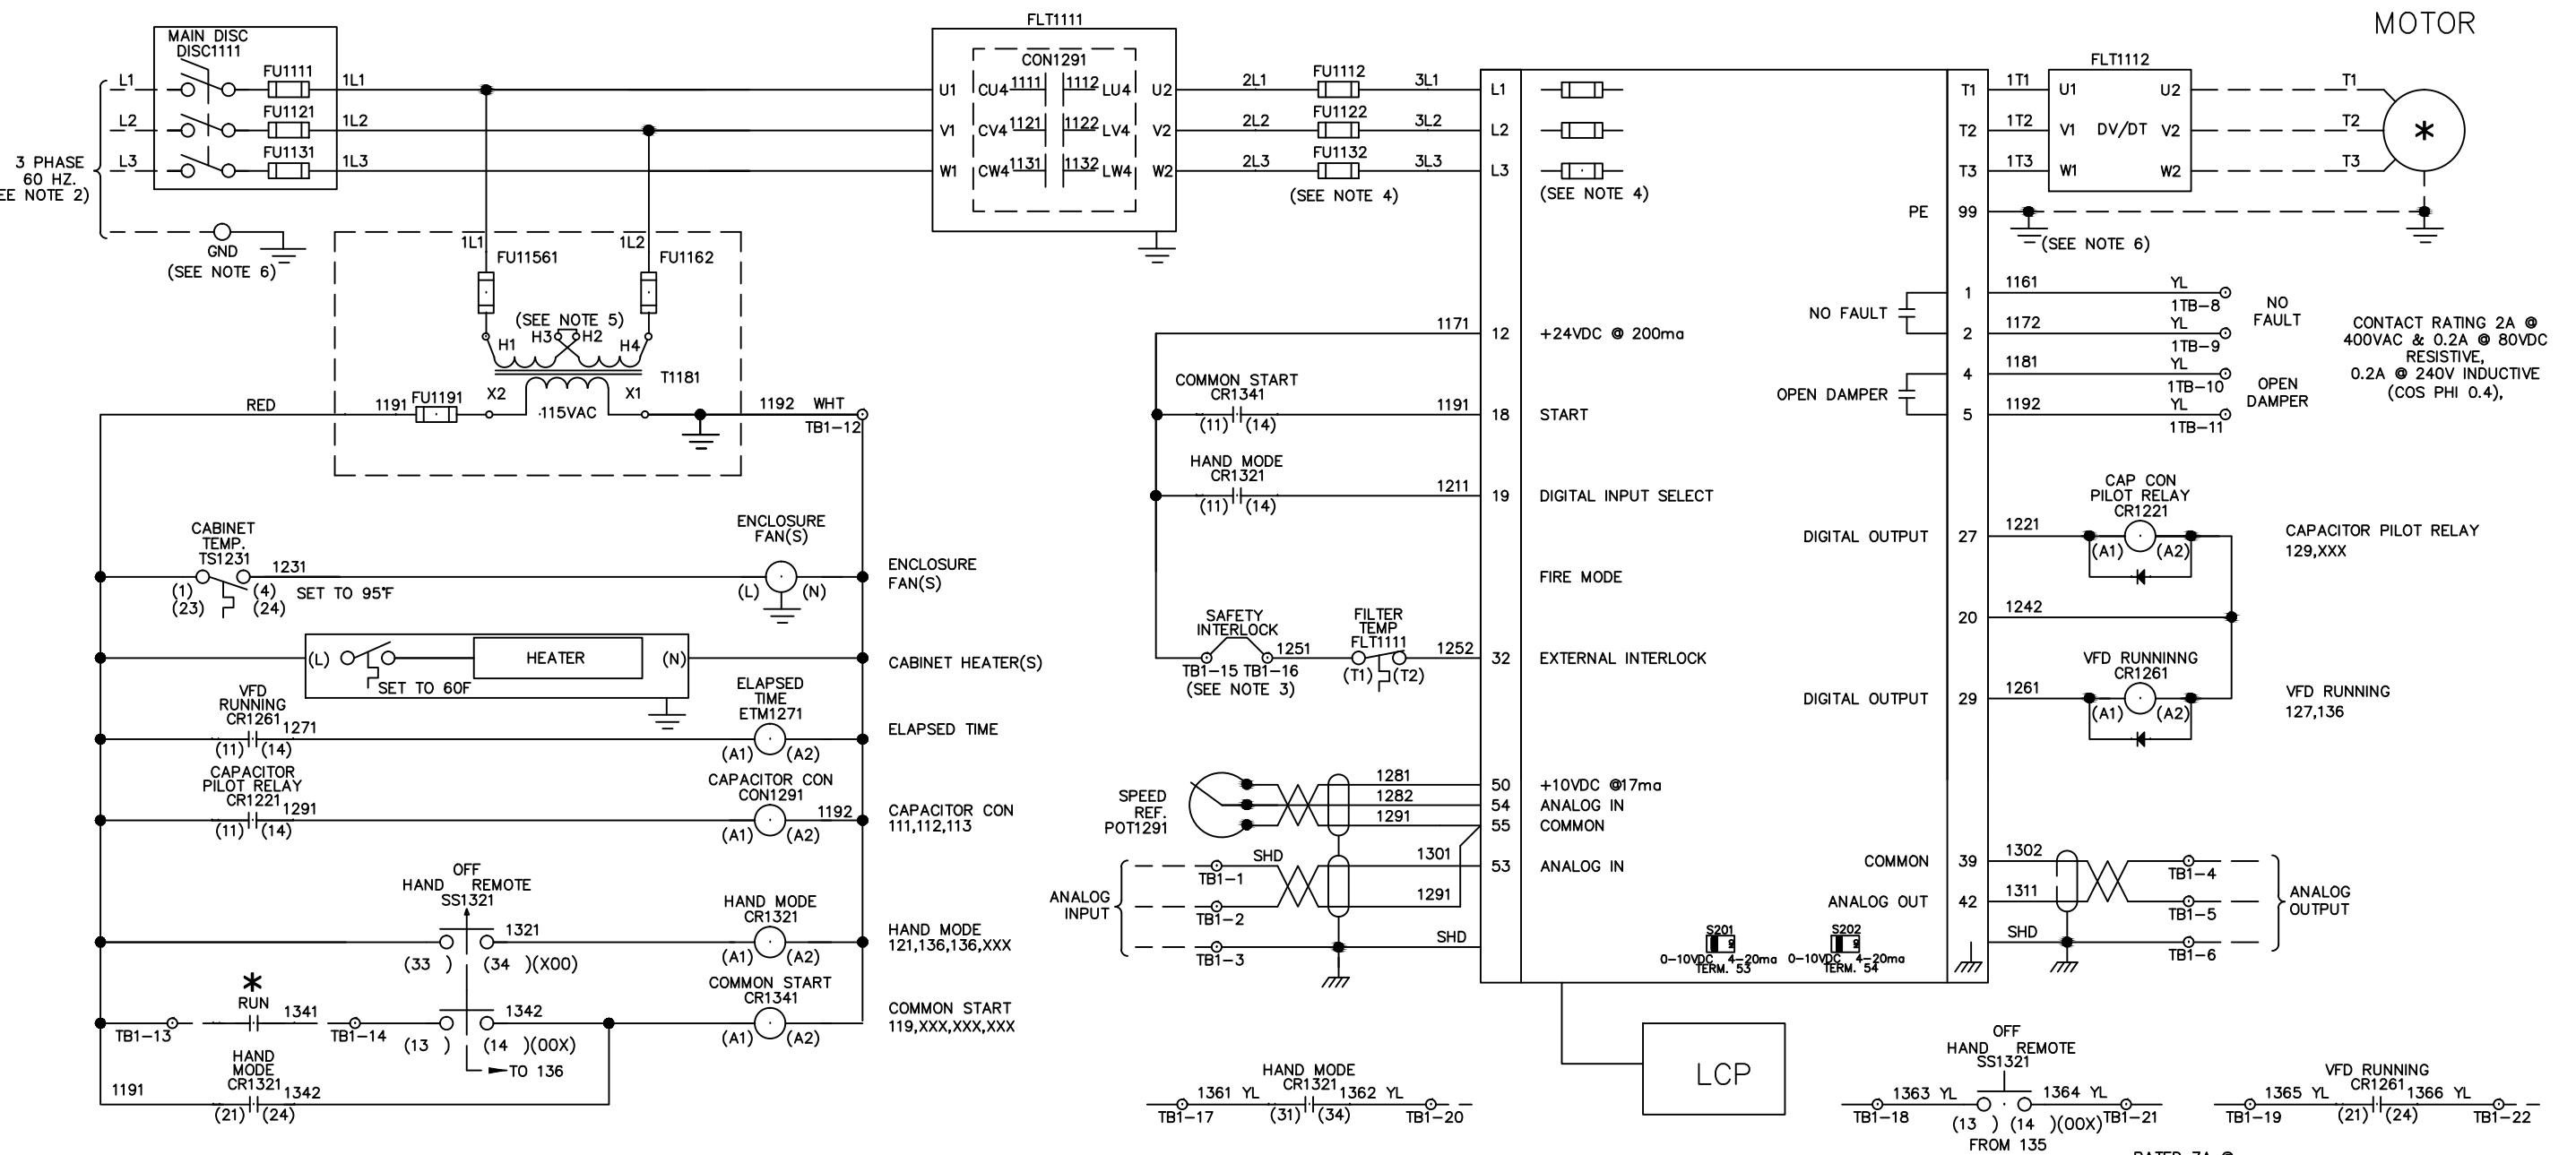 MOTOR
MAIN DISC
DISC1111
L1
L2
L3
3 PHASE
60 HZ.
EE NOTE 2)
FU1111
FU1121
FU1131
1L1
1L2
1L3
GND
(SEE NOTE 6)
FLT1111
CON1291
U1 CU4 1111 1112 LU4 U2
V1 CV4 1121 1122 LV4 V2
W1 CW4 1131 1132 LW4 W2
2L1 FU1112 3L1
2L2 FU1122 3L2
2L3 FU1132 3L3
(SEE NOTE 4)
L1
L2
L3
(SEE NOTE 4)
T1 1T1
T2 1T2
T3 1T3
FLT1112
U1 U2
V1 DV/DT V2
W1 W2
T1
T2
T3
*
PE 99
(SEE NOTE 6)
1L1 1L2
FU11561 FU1162
(SEE NOTE 5)
H1 H3 H2 H4
T1181
X2 X1
115VAC
RED 1191 FU1191
1192 WHT
TB1-12
CABINET
TEMP.
TS1231
1231
(1) (4)
(23) (24)
SET TO 95°F
ENCLOSURE
FAN(S)
(L) (N)
ENCLOSURE
FAN(S)
(L) HEATER (N)
SET TO 60F
CABINET HEATER(S)
VFD
RUNNING
CR1261
1271
(11) (14)
ELAPSED
TIME
ETM1271
(A1) (A2)
ELAPSED TIME
CAPACITOR
PILOT RELAY
CR1221
1291
(11) (14)
CAPACITOR CON
CON1291
1192
(A1) (A2)
CAPACITOR CON
111,112,113
OFF
HAND REMOTE
SS1321
1321
(33 ) (34 )(X00)
HAND MODE
CR1321
(A1) (A2)
HAND MODE
121,136,136,XXX
*
RUN
1341
TB1-13 TB1-14
1342
(13 ) (14 )(00X)
COMMON START
CR1341
(A1) (A2)
COMMON START
119,XXX,XXX,XXX
TO 136
HAND
MODE
CR1321
1191 1342
(21) (24)
1171 12 +24VDC @ 200ma
COMMON START
CR1341
(11) (14)
1191 18 START
HAND MODE
CR1321
(11) (14)
1211 19 DIGITAL INPUT SELECT
FIRE MODE
SAFETY
INTERLOCK
1251
TB1-15 TB1-16
(SEE NOTE 3)
FILTER
TEMP
FLT1111
(T1) (T2)
1252 32 EXTERNAL INTERLOCK
SPEED
REF.
POT1291
1281 50 +10VDC @17ma
1282 54 ANALOG IN
1291 55 COMMON
ANALOG
INPUT
SHD 1301 53 ANALOG IN
TB1-1
1291
TB1-2
SHD
TB1-3
S201
0-10VDC 4-20ma
TERM. 53
S202
0-10VDC 4-20ma
TERM. 54
LCP
NO FAULT
1 1161 YL
1TB-8
2 1172 YL
1TB-9
NO
FAULT
OPEN DAMPER
4 1181 YL
1TB-10
5 1192 YL
1TB-11
OPEN
DAMPER
CONTACT RATING 2A @
400VAC & 0.2A @ 80VDC
RESISTIVE,
0.2A @ 240V INDUCTIVE
(COS PHI 0.4),
CAP CON
PILOT RELAY
CR1221
DIGITAL OUTPUT 27 1221
(A1) (A2)
CAPACITOR PILOT RELAY
129,XXX
20 1242
VFD RUNNINNG
CR1261
DIGITAL OUTPUT 29 1261
(A1) (A2)
VFD RUNNING
127,136
COMMON 39 1302
TB1-4
ANALOG OUT 42 1311
TB1-5
SHD
TB1-6
ANALOG
OUTPUT
HAND MODE
CR1321
1361 YL 1362 YL
TB1-17 (31) (34) TB1-20
OFF
HAND REMOTE
SS1321
1363 YL 1364 YL
TB1-18 (13 ) (14 )(00X) TB1-21
FROM 135
VFD RUNNING
CR1261
1365 YL 1366 YL
TB1-19 (21) (24) TB1-22
RATED 7A @